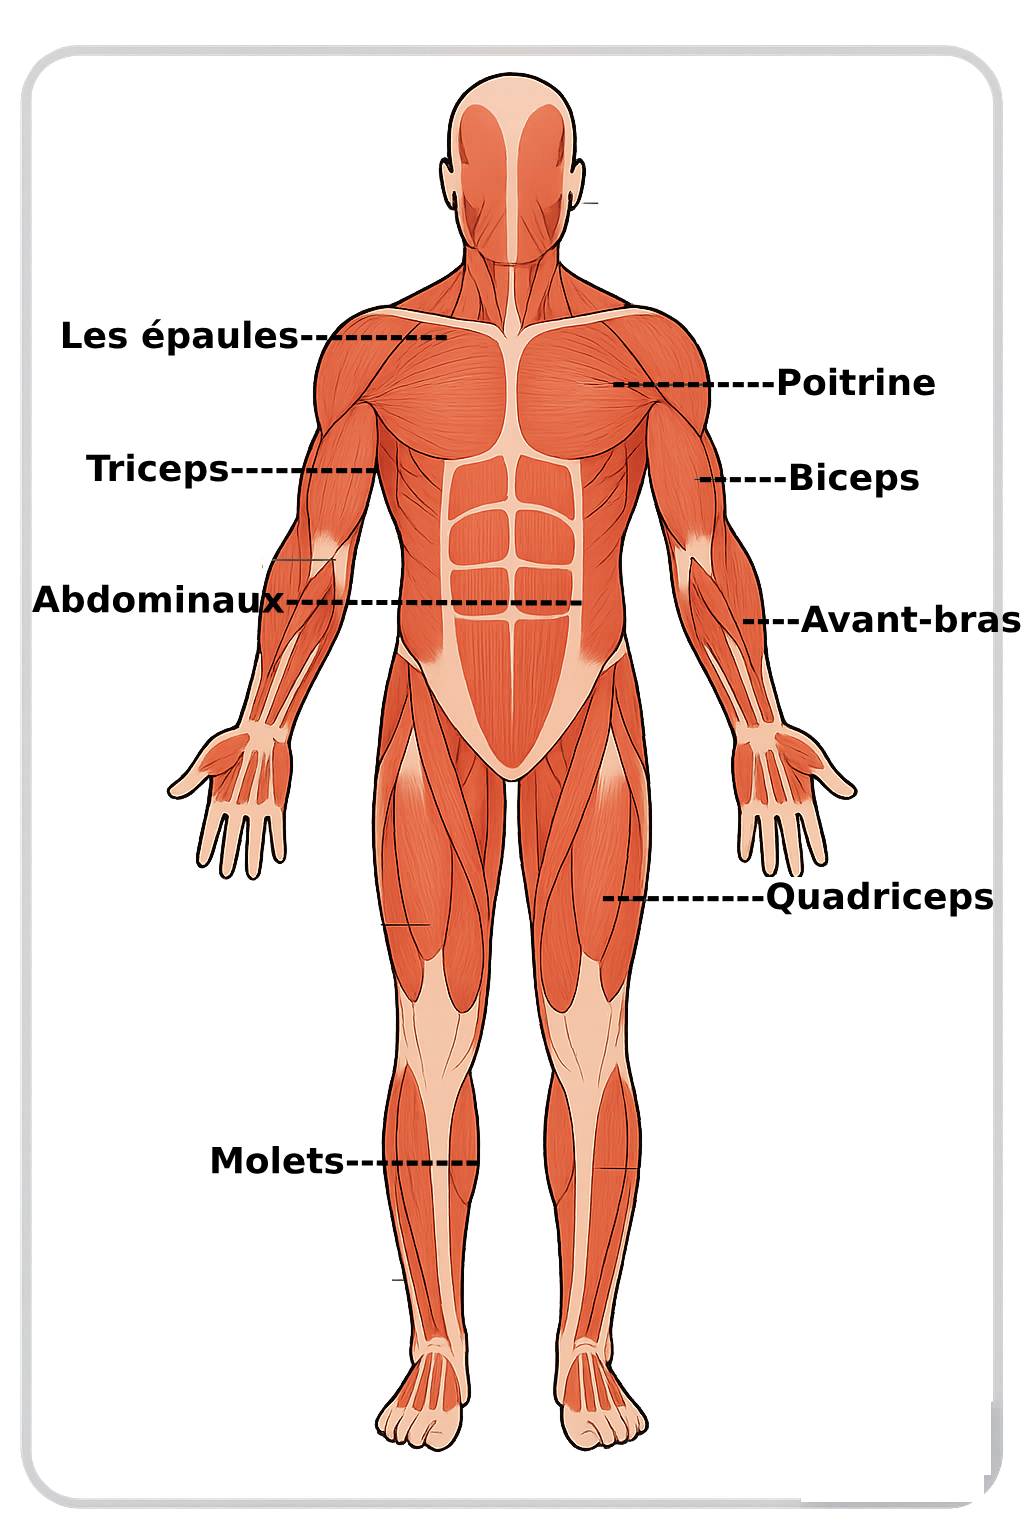 Les épaules----------
----------Poitrine
Triceps----------
------Biceps
Abdominaux--------------------
----Avant-bras
-----------Quadriceps
Molets---------